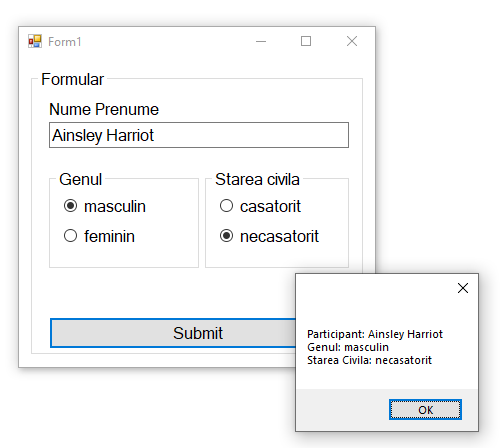 Form1
Formular
Nume Prenume
Ainsley Harriot
Genul
masculin
feminin
Starea civila
casatorit
necasatorit
Submit
Participant: Ainsley Harriot
Genul: masculin
Starea Civila: necasatorit
OK